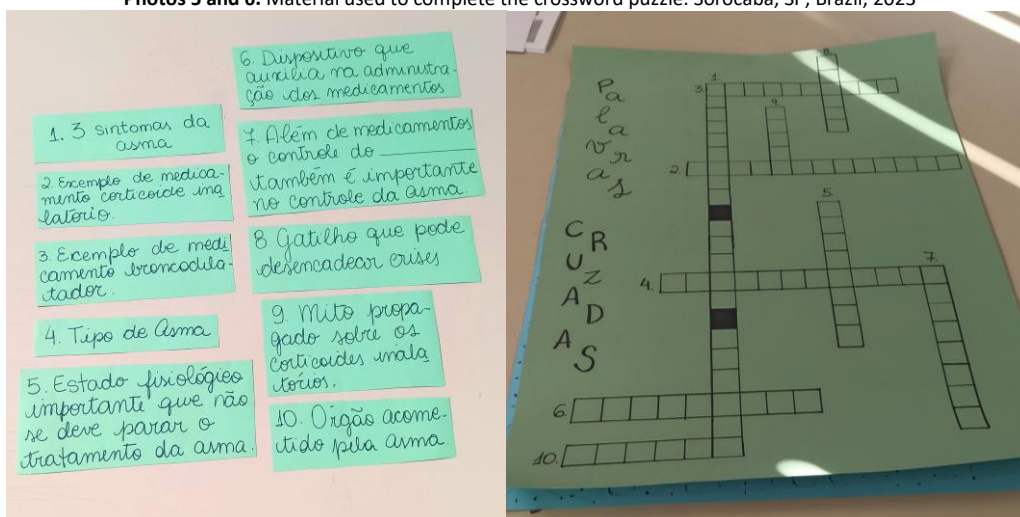 Photos 5 and 6. Material used to complete the crossword puzzle. Sorocaba, SP, Brazil, 2023
1. 3 sintomas da
asma
2. Exemplo de medica-
mento corticoide ina
latório.
3. Exemplo de medi
camento broncodila-
tador.
4. Tipo de Asma
5. Estado fisiológico
importante que não
se deve parar o
tratamento da asma.
6. Dispositivo que
auxilia na administra-
ção dos medicamentos
7. Além de medicamentos
o controle do ________
também é importante
no controle da asma.
8. Gatilho que pode
desencadear crises
9. Mito propa-
gado sobre os
corticoides inala
tórios.
10. Orgão acome-
tido pela asma.
Palavras
CRUZADAS
8.
1.
3.
9.
2.
5.
7.
4.
6.
10.